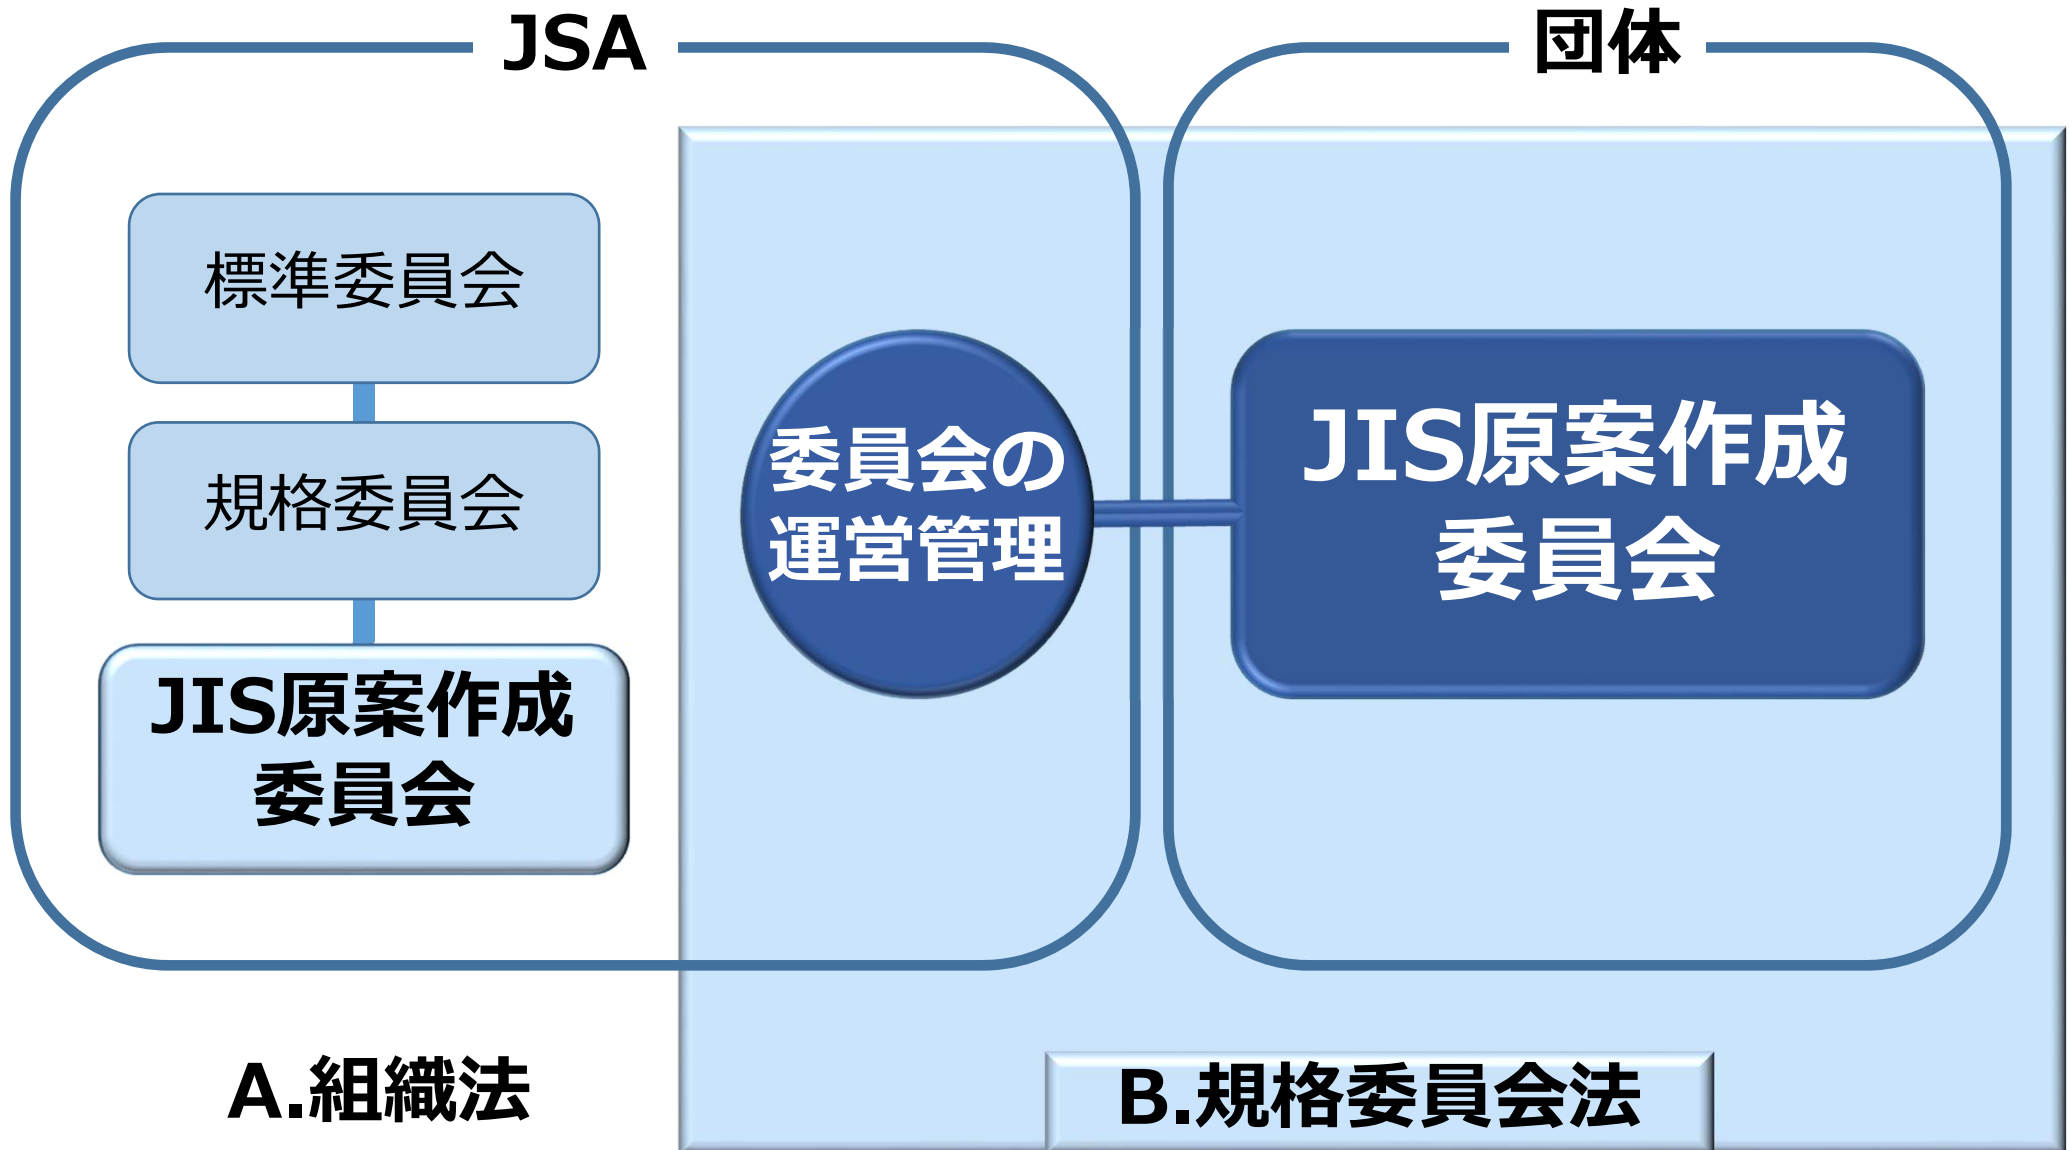 JSA
団体
標準委員会
規格委員会
JIS原案作成
委員会
委員会の
運営管理
JIS原案作成
委員会
A.組織法
B.規格委員会法